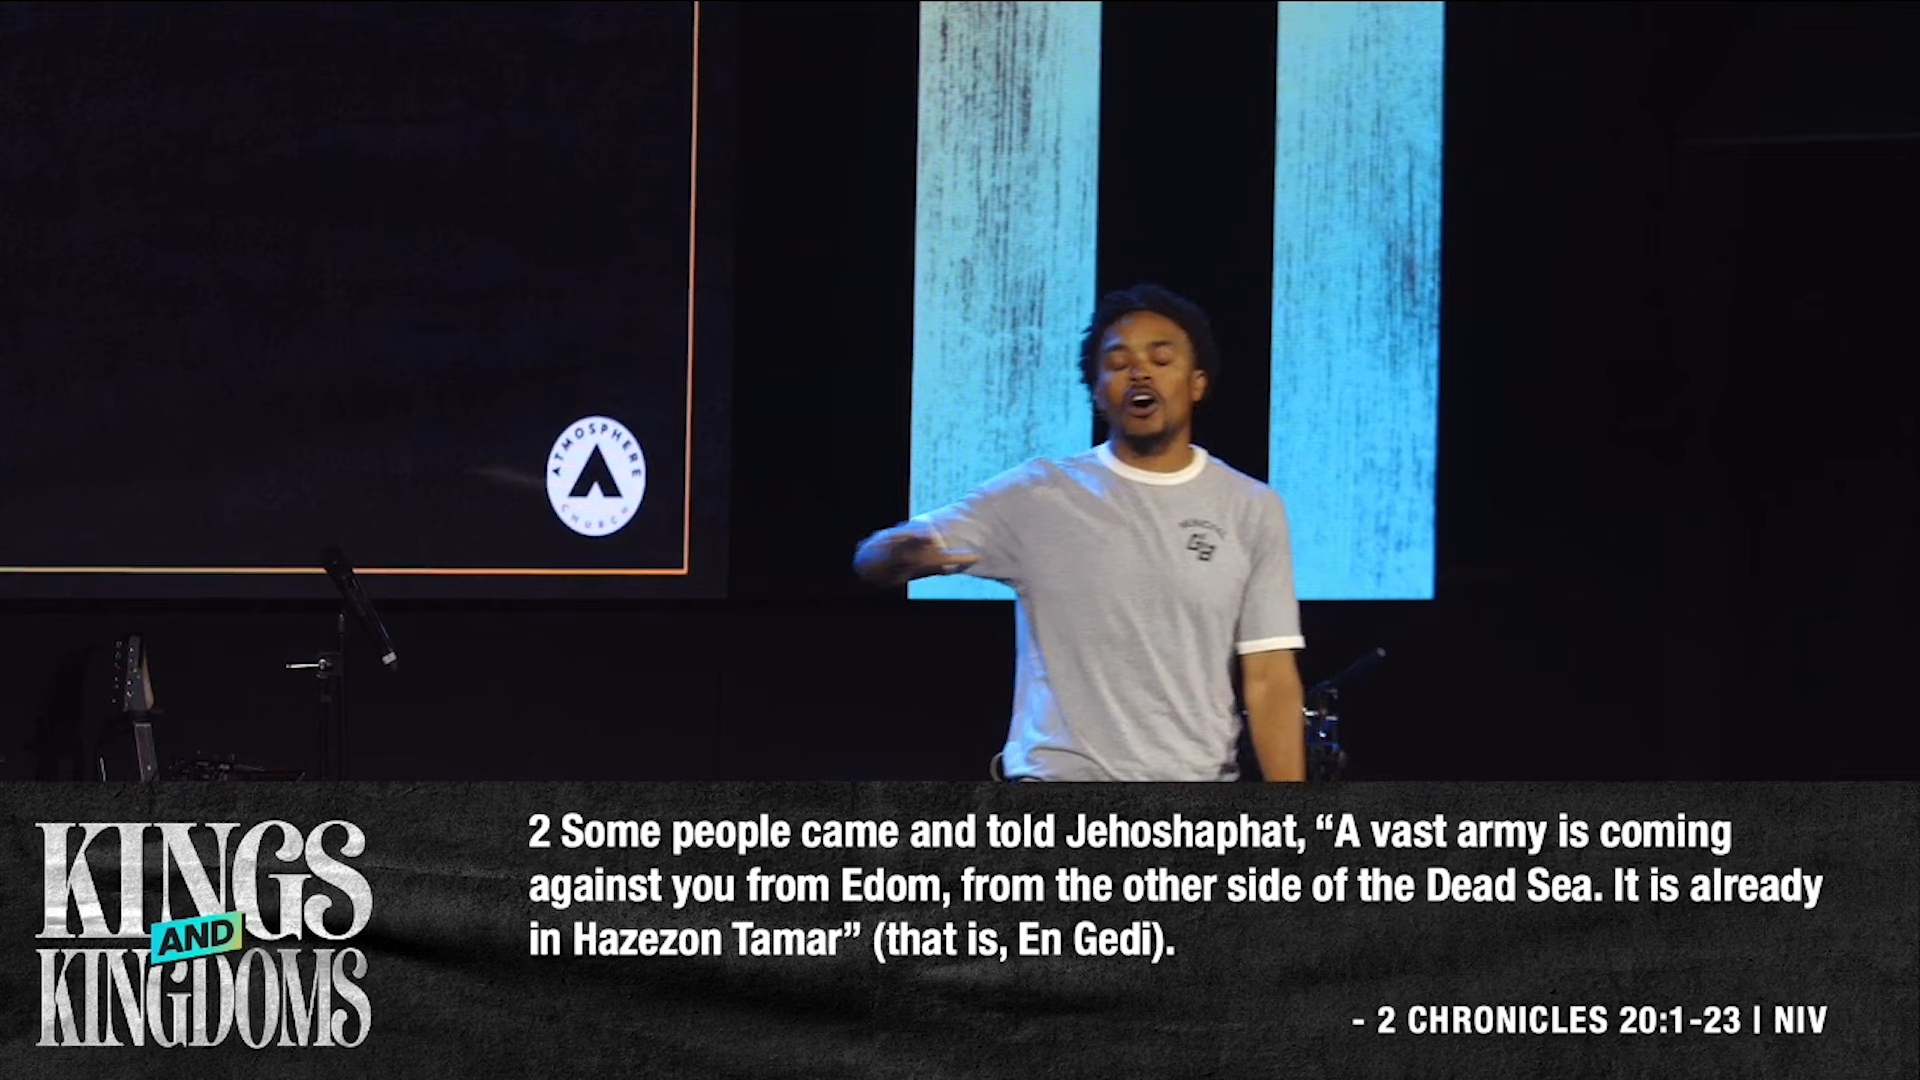 ATMOSPHERE
CHURCH
KINGS
AND
KINGDOMS
2 Some people came and told Jehoshaphat, “A vast army is coming
against you from Edom, from the other side of the Dead Sea. It is already
in Hazezon Tamar” (that is, En Gedi).
- 2 CHRONICLES 20:1-23 | NIV